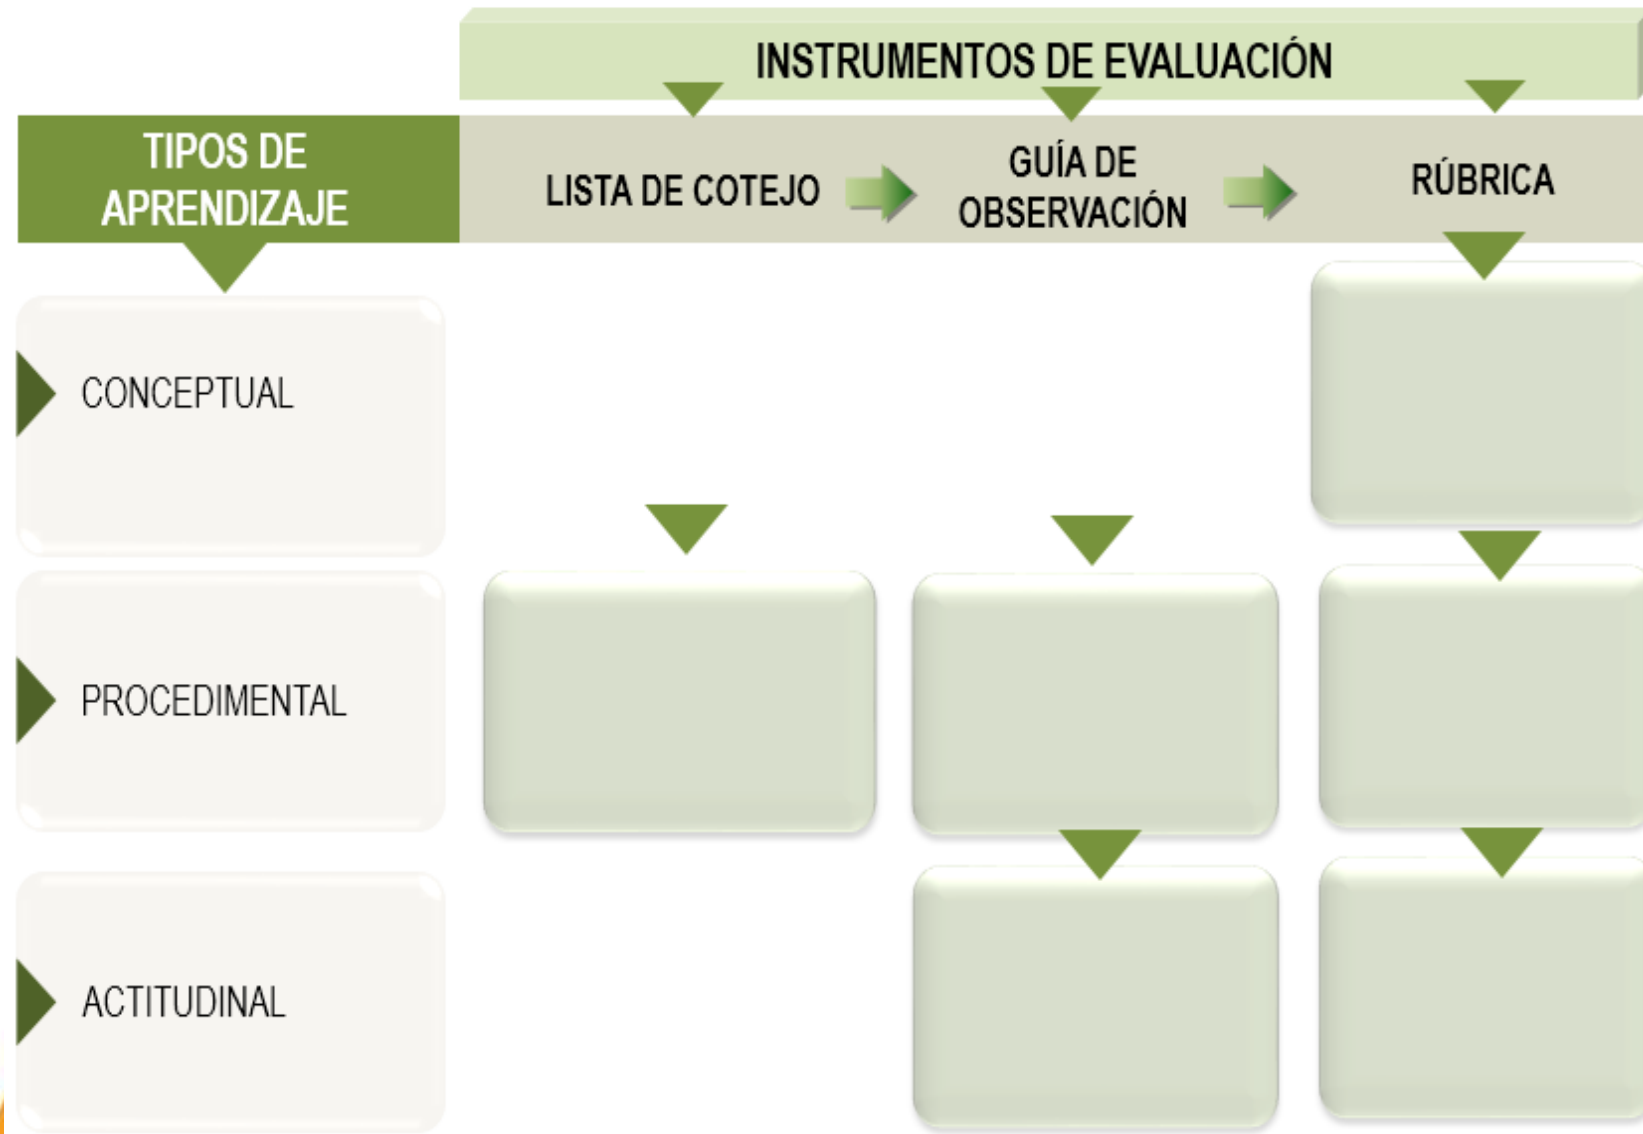 INSTRUMENTOS DE EVALUACIÓN
TIPOS DE
APRENDIZAJE
LISTA DE COTEJO
GUÍA DE
OBSERVACIÓN
RÚBRICA
CONCEPTUAL
PROCEDIMENTAL
ACTITUDINAL